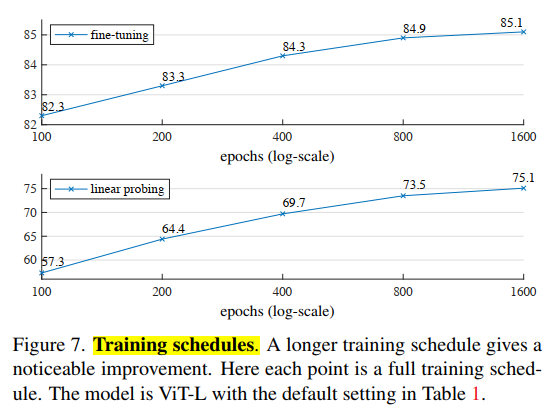 fine-tuning
85
84
83
82
82.3
83.3
84.3
84.9
85.1
100 200 400 800 1600
epochs (log-scale)
linear probing
75
70
65
60
57.3
64.4
69.7
73.5
75.1
100 200 400 800 1600
epochs (log-scale)
Figure 7. Training schedules. A longer training schedule gives a
noticeable improvement. Here each point is a full training sched-
ule. The model is ViT-L with the default setting in Table 1.